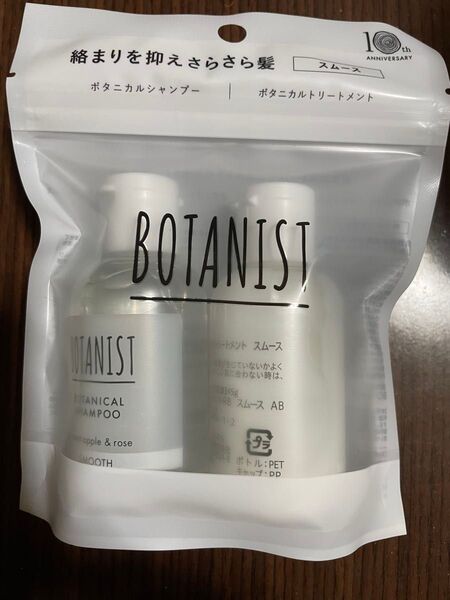 10th
ANNIVERSARY
絡まりを抑えさらさら髪
スムース
ボタニカルシャンプー
ボタニカルトリートメント
BOTANIST
BOTANIST
BOTANICAL
SHAMPOO
apple & rose
SMOOTH
トリートメント スムース
スムース AB
プラ
ボトル:PET
キャップ:PP